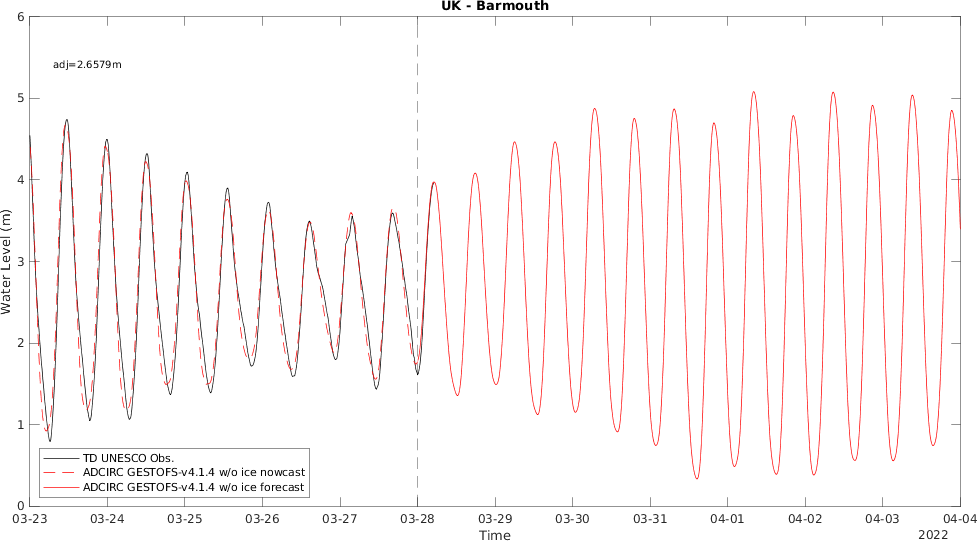 UK - Barmouth
adj=2.6579m
Water Level (m)
6
5
4
3
2
1
0
TD UNESCO Obs.
ADCIRC GESTOFS-v4.1.4 w/o ice nowcast
ADCIRC GESTOFS-v4.1.4 w/o ice forecast
03-23 03-24 03-25 03-26 03-27 03-28 03-29 03-30 03-31 04-01 04-02 04-03 04-04
Time
2022